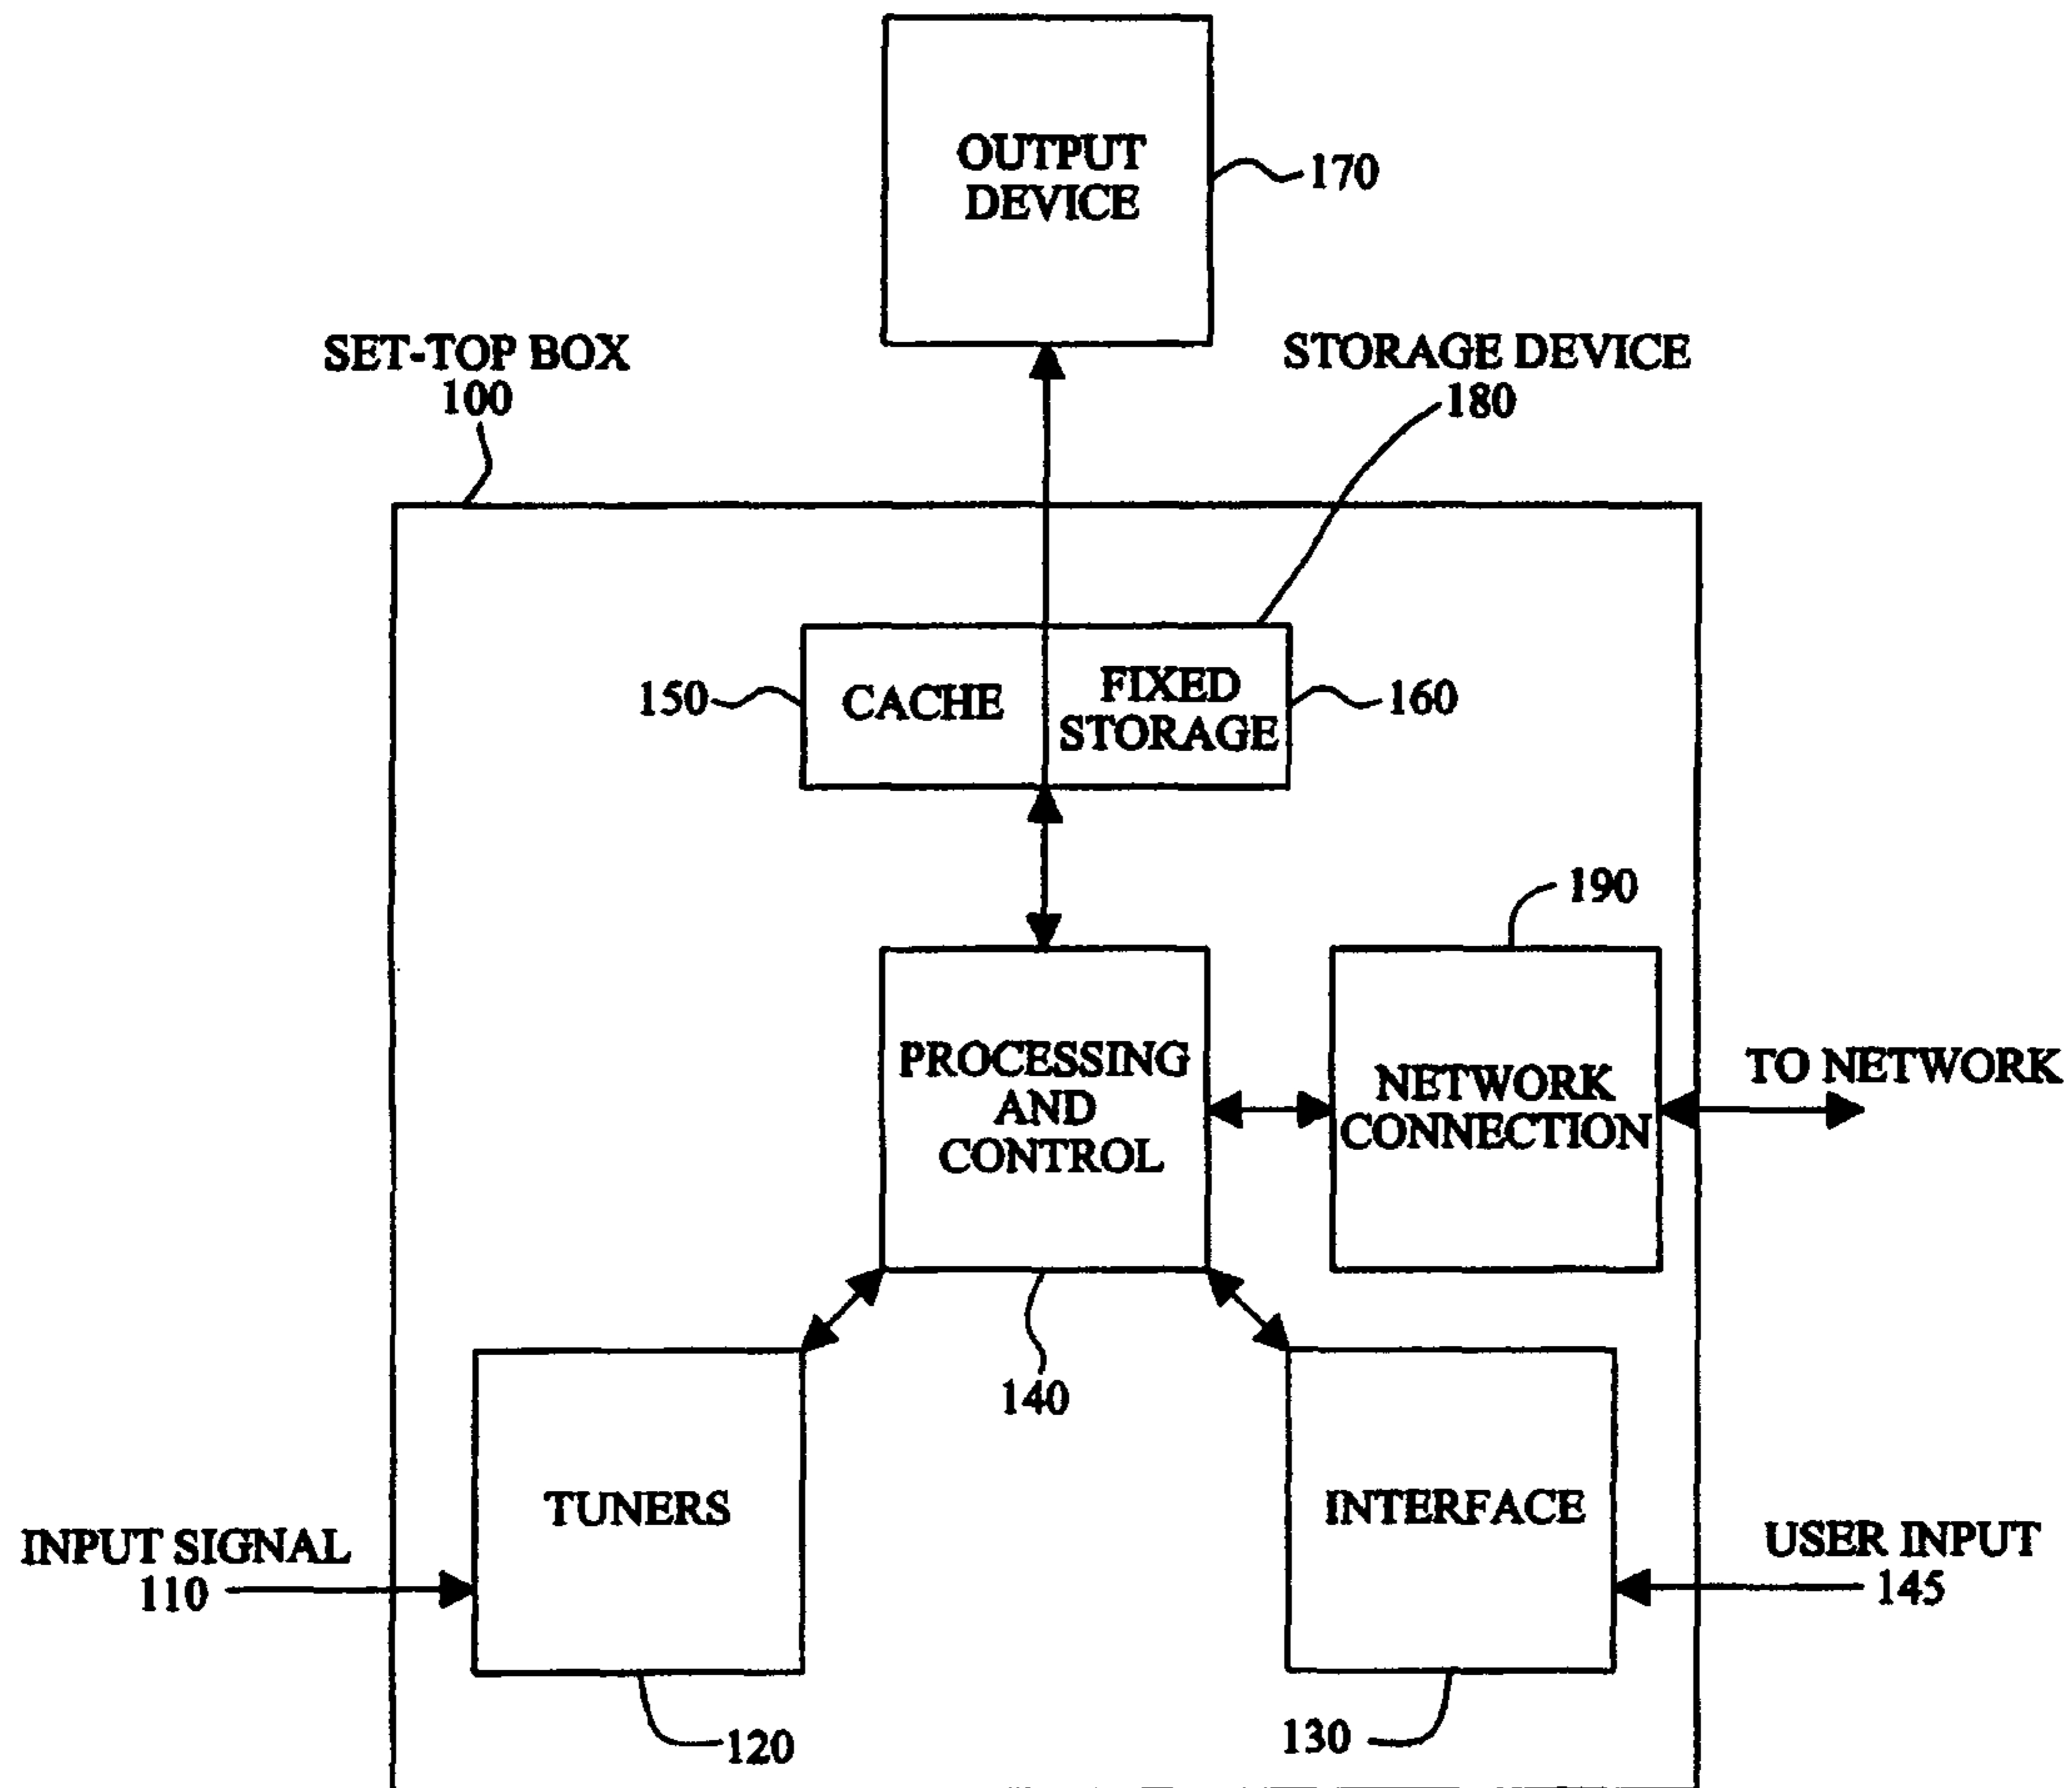 OUTPUT
DEVICE
170
SET-TOP BOX
100
STORAGE DEVICE
180
150
CACHE
FIXED
STORAGE
160
190
PROCESSING
AND
CONTROL
NETWORK
CONNECTION
TO NETWORK
140
TUNERS
INTERFACE
INPUT SIGNAL
110
USER INPUT
145
120
130